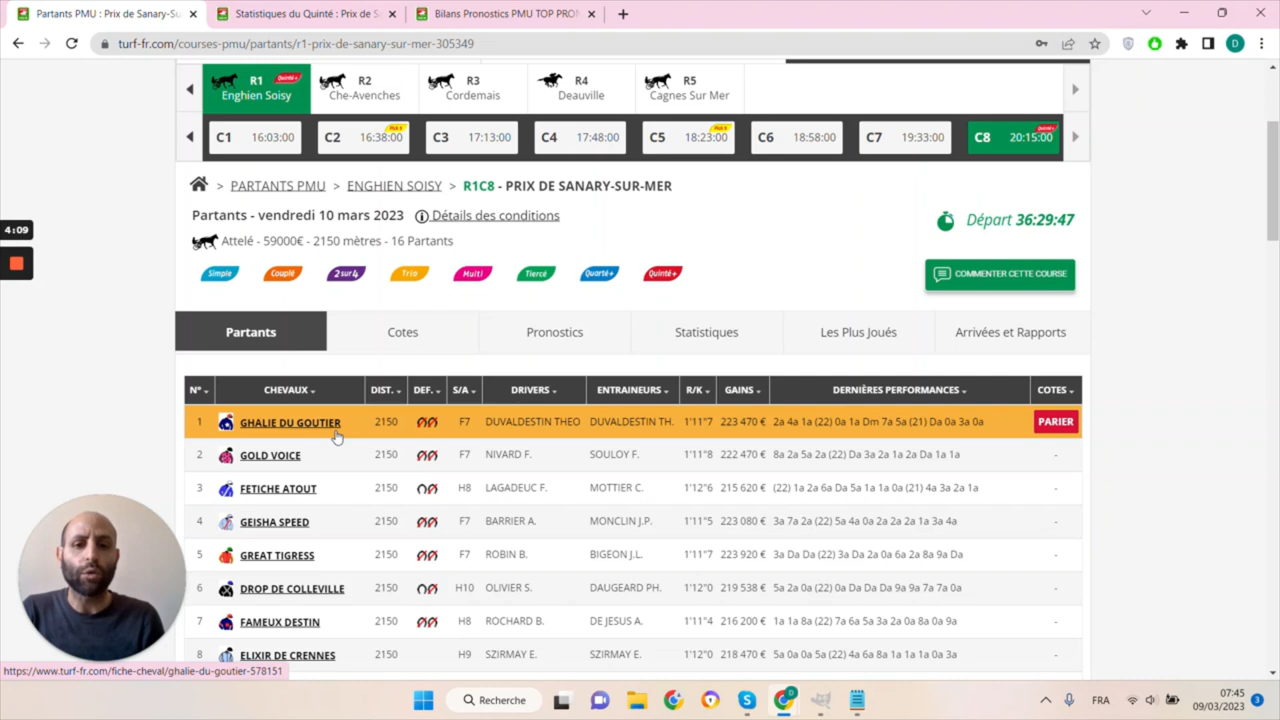 Partants PMU : Prix de Sanary-Su
Statistiques du Quinté : Prix de S
Bilans Pronostics PMU TOP PRO
turf-fr.com/courses-pmu/partants/r1-prix-de-sanary-sur-mer-305349
D
R1 Quinté+ Enghien Soisy
R2 Che-Avenches
R3 Cordemais
R4 Deauville
R5 Cagnes Sur Mer
C1 16:03:00
C2 16:38:00 Pick 5
C3 17:13:00
C4 17:48:00
C5 18:23:00 Pick 5
C6 18:58:00
C7 19:33:00
C8 20:15:00 Quinté+
> PARTANTS PMU > ENGHIEN SOISY > R1C8 - PRIX DE SANARY-SUR-MER
Partants - vendredi 10 mars 2023 Détails des conditions
Départ 36:29:47
4:09
Attelé - 59000€ - 2150 mètres - 16 Partants
Simple Couplé 2sur4 Trio Multi Tiercé Quarté+ Quinté+
COMMENTER CETTE COURSE
Partants Cotes Pronostics Statistiques Les Plus Joués Arrivées et Rapports
N° CHEVAUX DIST. DEF. S/A DRIVERS ENTRAINEURS R/K GAINS DERNIÈRES PERFORMANCES COTES
1 GHALIE DU GOUTIER 2150 F7 DUVALDESTIN THEO DUVALDESTIN TH. 1'11"7 223 470 € 2a 4a 1a (22) 0a 1a Dm 7a 5a (21) Da 0a 3a 0a PARIER
2 GOLD VOICE 2150 F7 NIVARD F. SOULOY F. 1'11"8 222 470 € 8a 2a 5a 2a (22) Da 3a 2a 1a 2a Da 1a 1a -
3 FETICHE ATOUT 2150 H8 LAGADEUC F. MOTTIER C. 1'12"6 215 620 € (22) 1a 2a 6a Da 5a 1a 1a 0a (21) 4a 3a 2a 1a -
4 GEISHA SPEED 2150 F7 BARRIER A. MONCLIN J.P. 1'11"5 223 080 € 3a 7a 2a (22) 5a 4a 0a 2a 2a 2a 1a 3a 4a -
5 GREAT TIGRESS 2150 F7 ROBIN B. BIGEON J.L. 1'11"7 223 920 € 3a Da Da (22) 3a Da 2a 0a 6a 2a 8a 9a Da -
6 DROP DE COLLEVILLE 2150 H10 OLIVIER S. DAUGEARD PH. 1'12"0 219 538 € 5a 2a 0a (22) 0a Da Da Da 9a 9a 7a 7a 0a -
7 FAMEUX DESTIN 2150 H8 ROCHARD B. DE JESUS A. 1'11"4 216 200 € 1a 1a 8a (22) 7a 0a 5a 3a 2a 0a 8a 0a 9a -
8 ELIXIR DE CRENNES 2150 H9 SZIRMAY E. SZIRMAY E. 1'12"0 218 470 € 5a 0a 0a 5a (22) 4a 6a 8a 1a 1a 1a 0a 3a -
https://www.turf-fr.com/fiche-cheval/ghalie-du-goutier-578151
Recherche
FRA
07:45
09/03/2023
3